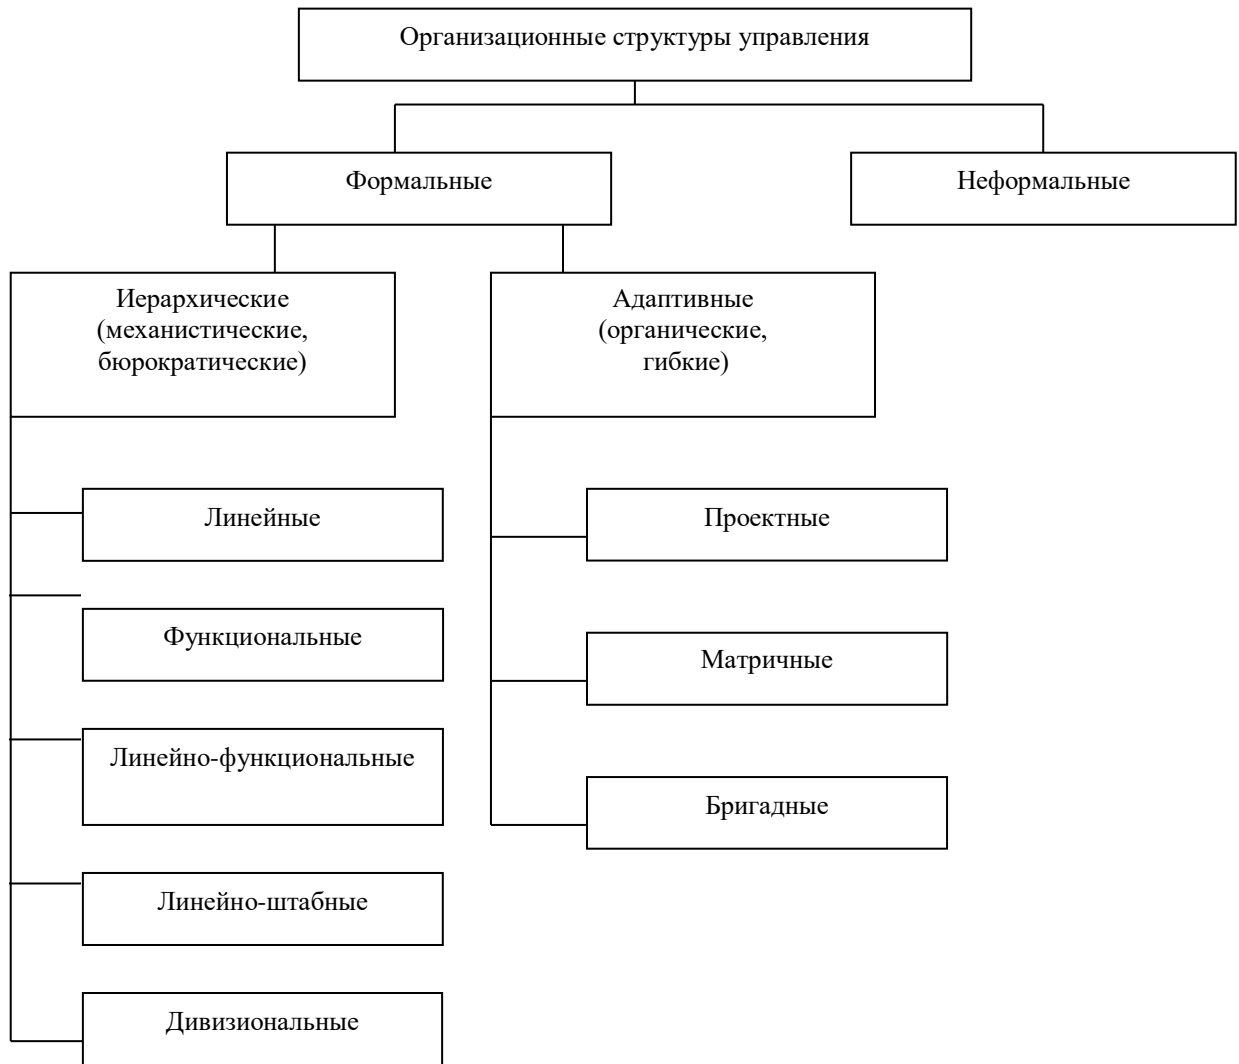 Организационные структуры управления
Формальные
Неформальные
Иерархические
(механистические,
бюрократические)
Адаптивные
(органические,
гибкие)
Линейные
Проектные
Функциональные
Матричные
Линейно-функциональные
Бригадные
Линейно-штабные
Дивизиональные